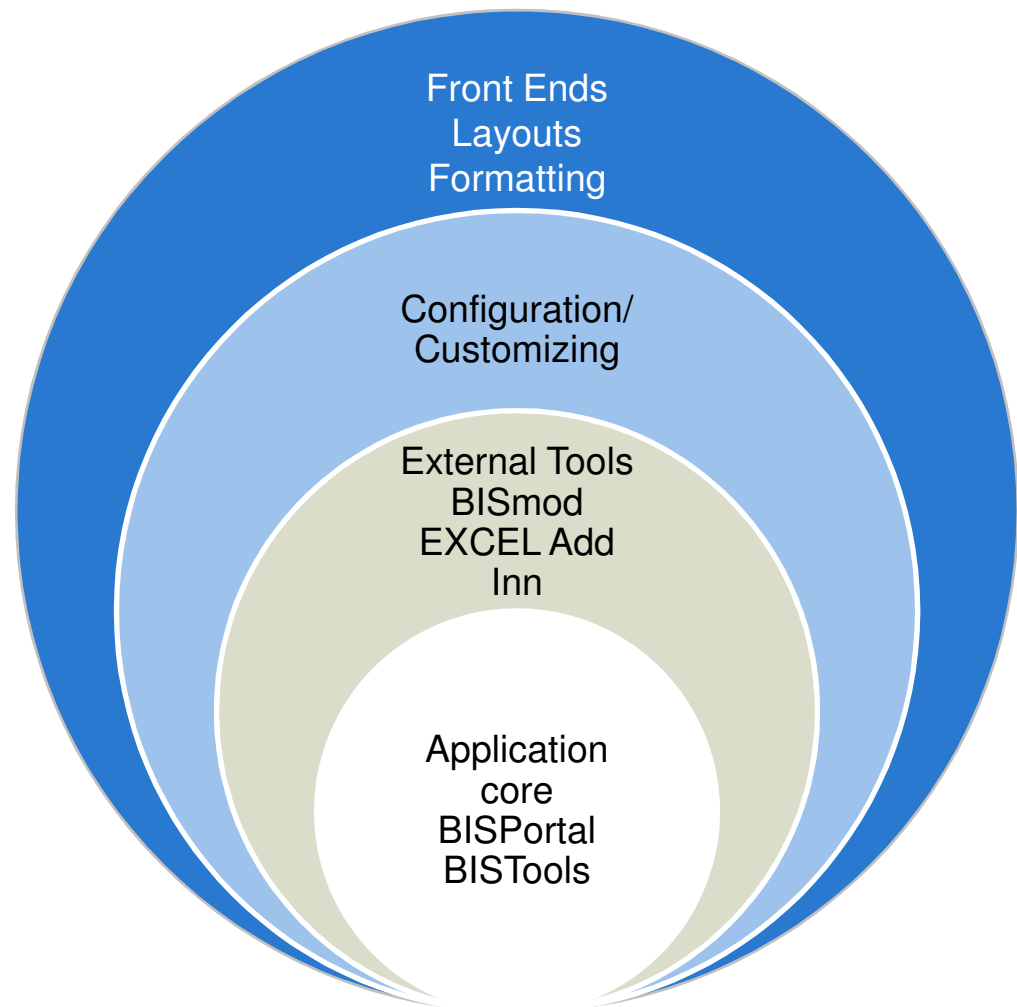 Front Ends
Layouts
Formatting
Configuration/
Customizing
External Tools
BISmod
EXCEL Add
Inn
Application
core
BISPortal
BISTools